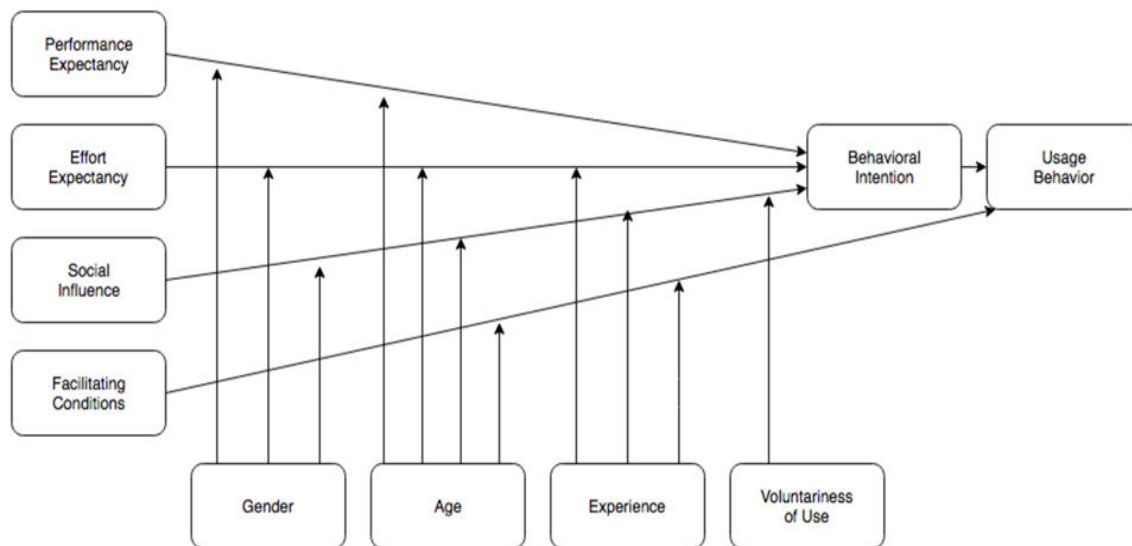 Performance
Expectancy
Effort
Expectancy
Behavioral
Intention
Usage
Behavior
Social
Influence
Facilitating
Conditions
Gender
Age
Experience
Voluntariness
of Use